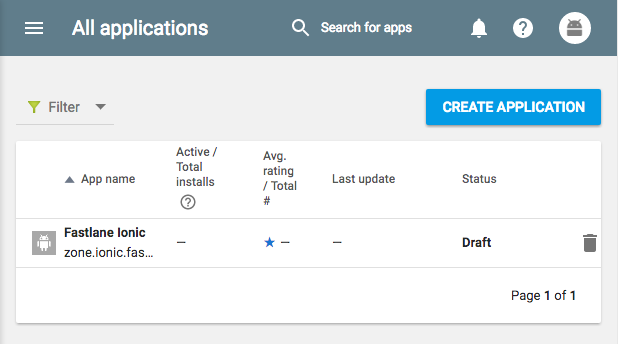 All applications
Search for apps
Filter
CREATE APPLICATION
App name
Active /
Total
installs
Avg.
rating
/ Total
#
Last update
Status
Fastlane Ionic
zone.ionic.fas...
–
–
–
Draft
Page 1 of 1